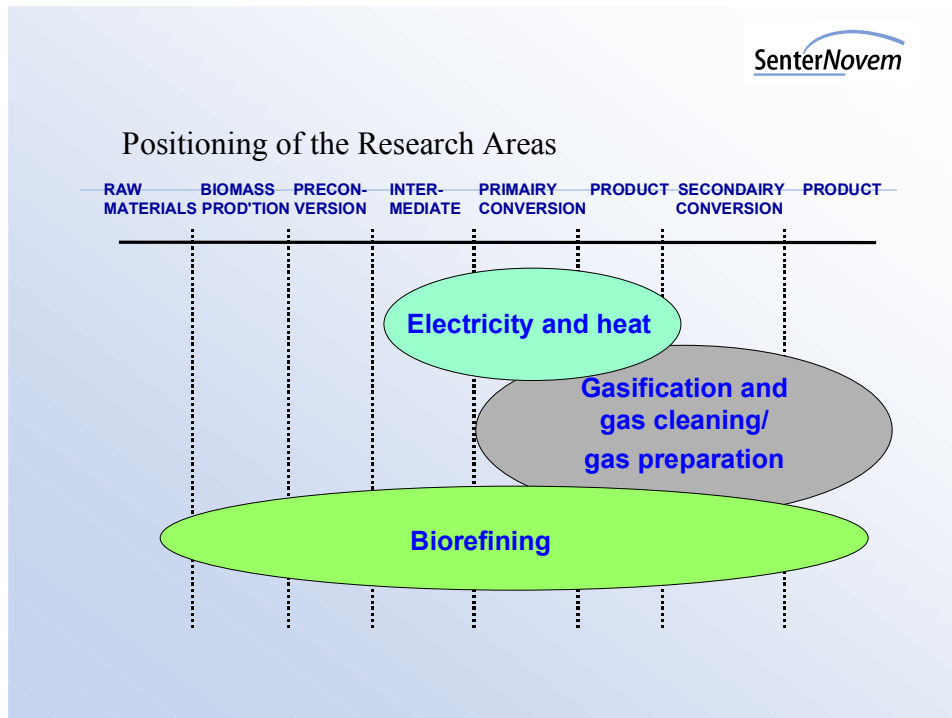 SenterNovem
Positioning of the Research Areas
RAW BIOMASS PRECON- INTER- PRIMAIRY PRODUCT SECONDAIRY PRODUCT
MATERIALS PROD'TION VERSION MEDIATE CONVERSION CONVERSION
Electricity and heat
Gasification and
gas cleaning/
gas preparation
Biorefining